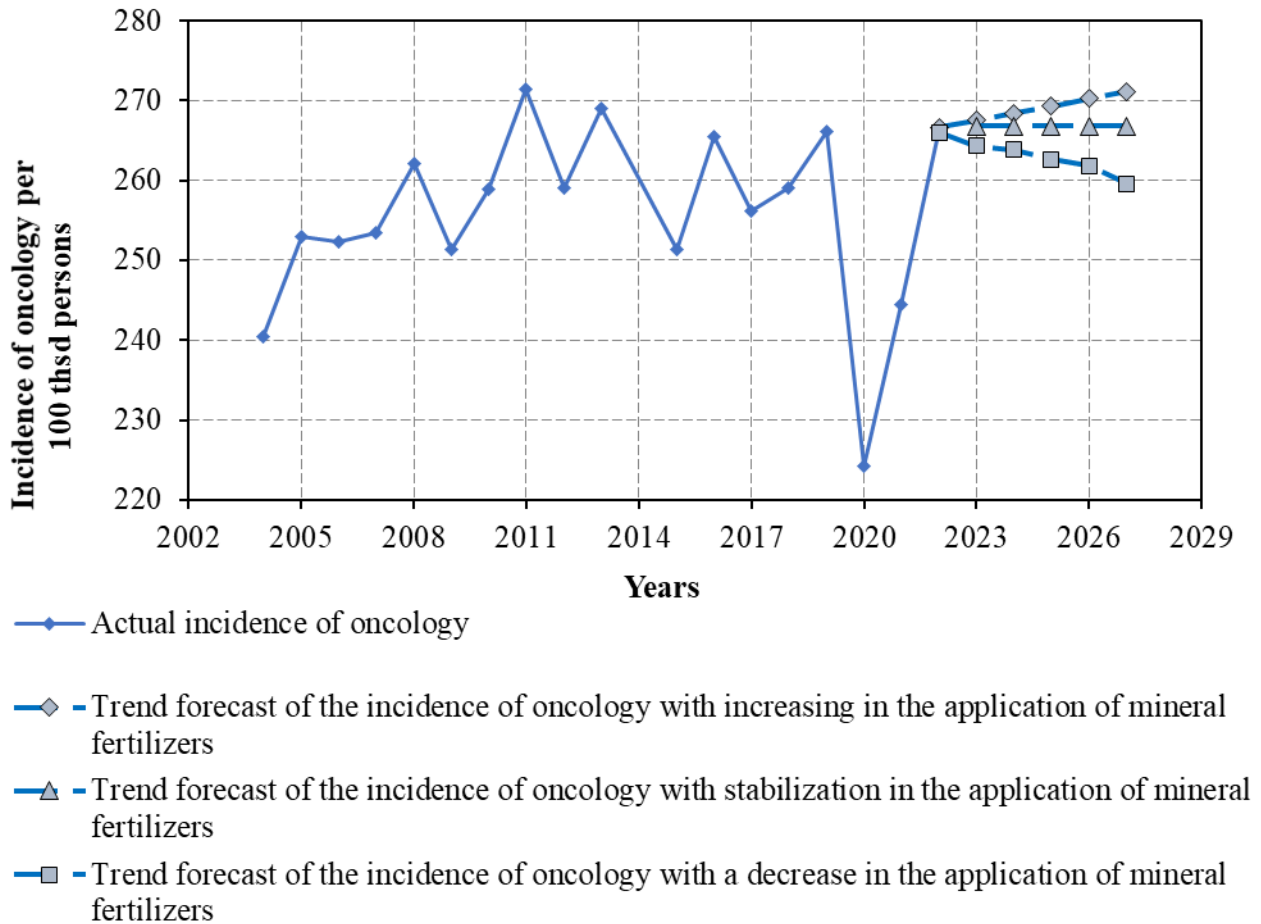 280
270
260
250
240
230
220
Incidence of oncology per
100 thsd persons
2002 2005 2008 2011 2014 2017 2020 2023 2026 2029
Years
Actual incidence of oncology
Trend forecast of the incidence of oncology with increasing in the application of mineral
fertilizers
Trend forecast of the incidence of oncology with stabilization in the application of mineral
fertilizers
Trend forecast of the incidence of oncology with a decrease in the application of mineral
fertilizers